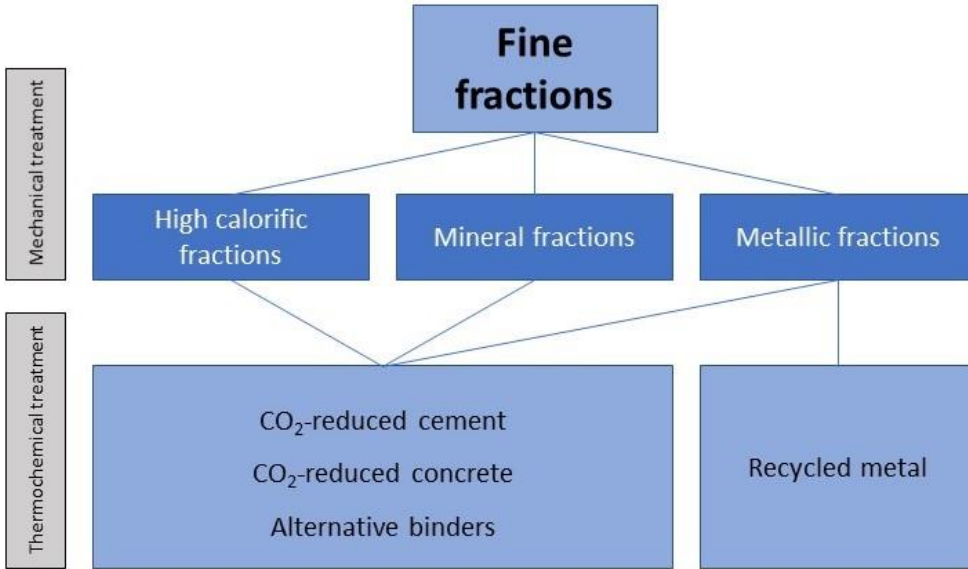 Fine
fractions
Mechanical treatment
High calorific
fractions
Mineral fractions
Metallic fractions
Thermochemical treatment
CO₂-reduced cement
CO₂-reduced concrete
Alternative binders
Recycled metal